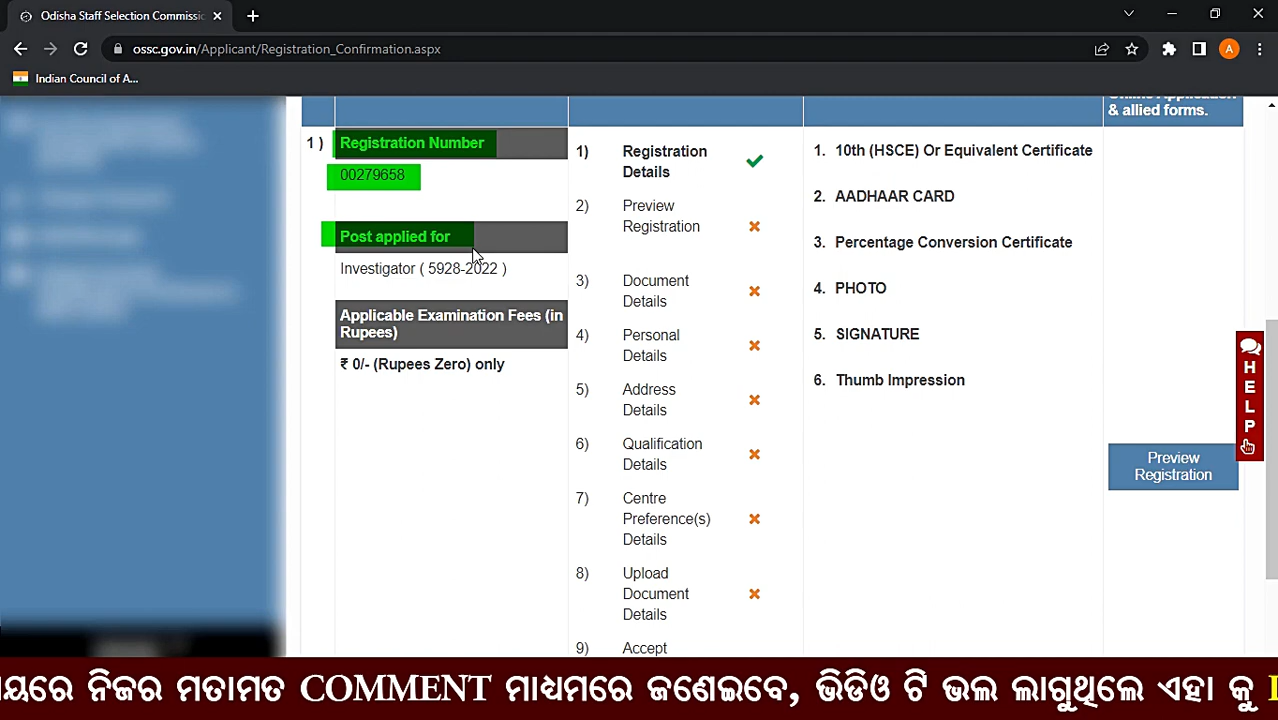 Odisha Staff Selection Commissi
ossc.gov.in/Applicant/Registration_Confirmation.aspx
A
Indian Council of A...
& allied forms.
1 )
Registration Number
00279658
Post applied for
Investigator ( 5928-2022 )
Applicable Examination Fees (in
Rupees)
₹ 0/- (Rupees Zero) only
1) Registration
Details
2) Preview
Registration
3) Document
Details
4) Personal
Details
5) Address
Details
6) Qualification
Details
7) Centre
Preference(s)
Details
8) Upload
Document
Details
9) Accept
1. 10th (HSCE) Or Equivalent Certificate
2. AADHAAR CARD
3. Percentage Conversion Certificate
4. PHOTO
5. SIGNATURE
6. Thumb Impression
Preview
Registration
H
E
L
P
ନିଜର ମତାମତ COMMENT ମାଧ୍ୟମରେ ଜଣେଇବେ, ଭିଡିଓ ଟି ଭଲ ଲାଗୁଥିଲେ ଏହା କୁ